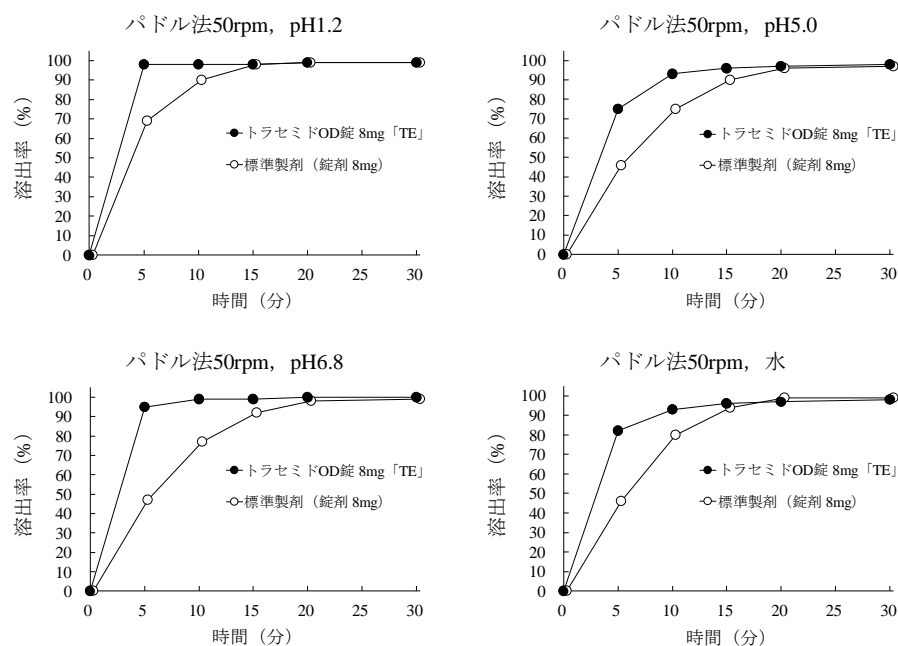 パドル法50rpm，pH1.2
溶出率（%）
100
90
80
70
60
50
40
30
20
10
0
トラセミドOD錠 8mg「TE」
標準製剤（錠剤 8mg）
0 5 10 15 20 25 30
時間（分）
パドル法50rpm，pH5.0
溶出率（%）
100
90
80
70
60
50
40
30
20
10
0
トラセミドOD錠 8mg「TE」
標準製剤（錠剤 8mg）
0 5 10 15 20 25 30
時間（分）
パドル法50rpm，pH6.8
溶出率（%）
100
90
80
70
60
50
40
30
20
10
0
トラセミドOD錠 8mg「TE」
標準製剤（錠剤 8mg）
0 5 10 15 20 25 30
時間（分）
パドル法50rpm，水
溶出率（%）
100
90
80
70
60
50
40
30
20
10
0
トラセミドOD錠 8mg「TE」
標準製剤（錠剤 8mg）
0 5 10 15 20 25 30
時間（分）